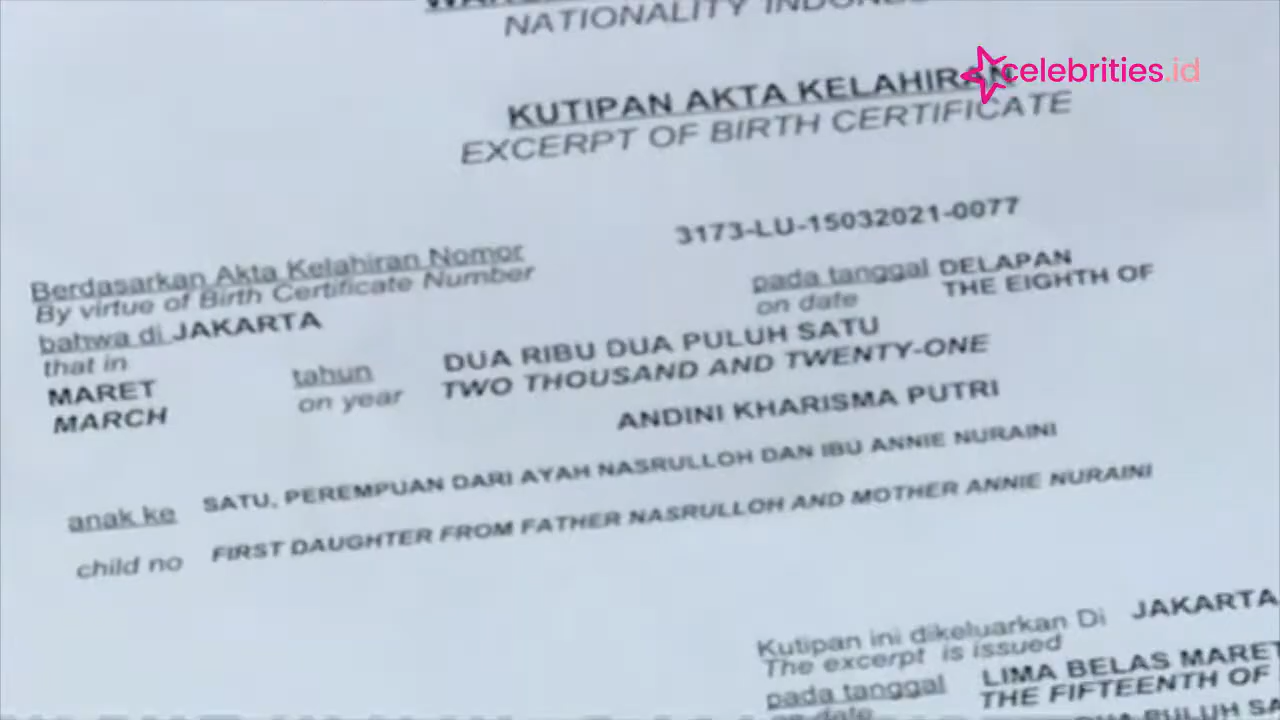 NATIONALITY
celebrities.id
KUTIPAN AKTA KELAHIRAN
EXCERPT OF BIRTH CERTIFICATE
3173-LU-15032021-0077
Berdasarkan Akta Kelahiran Nomor
By virtue of Birth Certificate Number
pada tanggal DELAPAN
on date THE EIGHTH OF
bahwa di JAKARTA
that in
MARET tahun DUA RIBU DUA PULUH SATU
MARCH on year TWO THOUSAND AND TWENTY-ONE
ANDINI KHARISMA PUTRI
anak ke SATU, PEREMPUAN DARI AYAH NASRULLOH DAN IBU ANNIE NURAINI
child no FIRST DAUGHTER FROM FATHER NASRULLOH AND MOTHER ANNIE NURAINI
Kutipan ini dikeluarkan Di JAKARTA
The excerpt is issued
pada tanggal LIMA BELAS MARET
on date THE FIFTEENTH OF